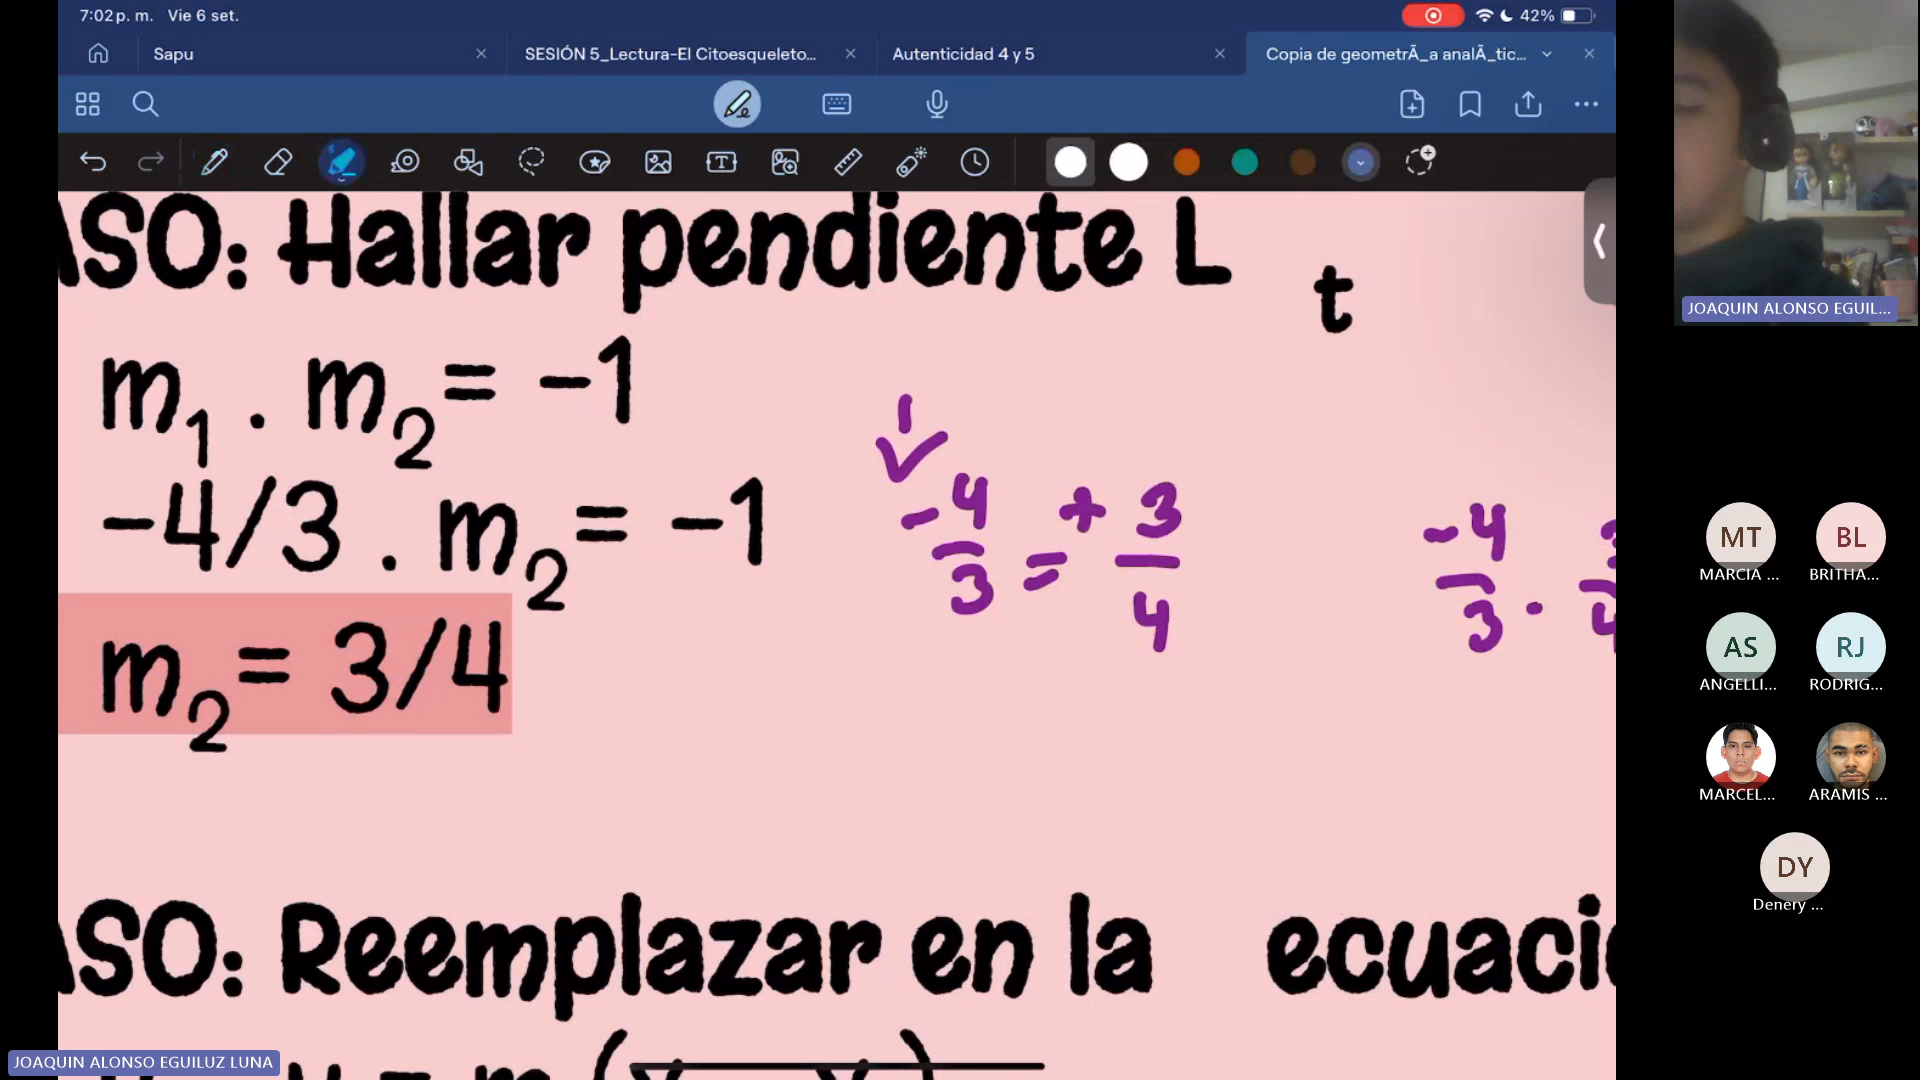 7:02 p. m. Vie 6 set.
42%
Sapu
SESIÓN 5_Lectura-El Citoesqueleto...
Autenticidad 4 y 5
Copia de geometrÃ_a analÃ_tic...
ASO: Hallar pendiente L t
m1 . m2 = -1
-4/3 . m2 = -1
m2 = 3/4
1
-4/3 = + 3/4
-4/3 .
ASO: Reemplazar en la ecuaci
JOAQUIN ALONSO EGUIL...
MT
MARCIA ...
BL
BRITHA...
AS
ANGELLI...
RJ
RODRIG...
MARCEL...
ARAMIS ...
DY
Denery ...
JOAQUIN ALONSO EGUILUZ LUNA